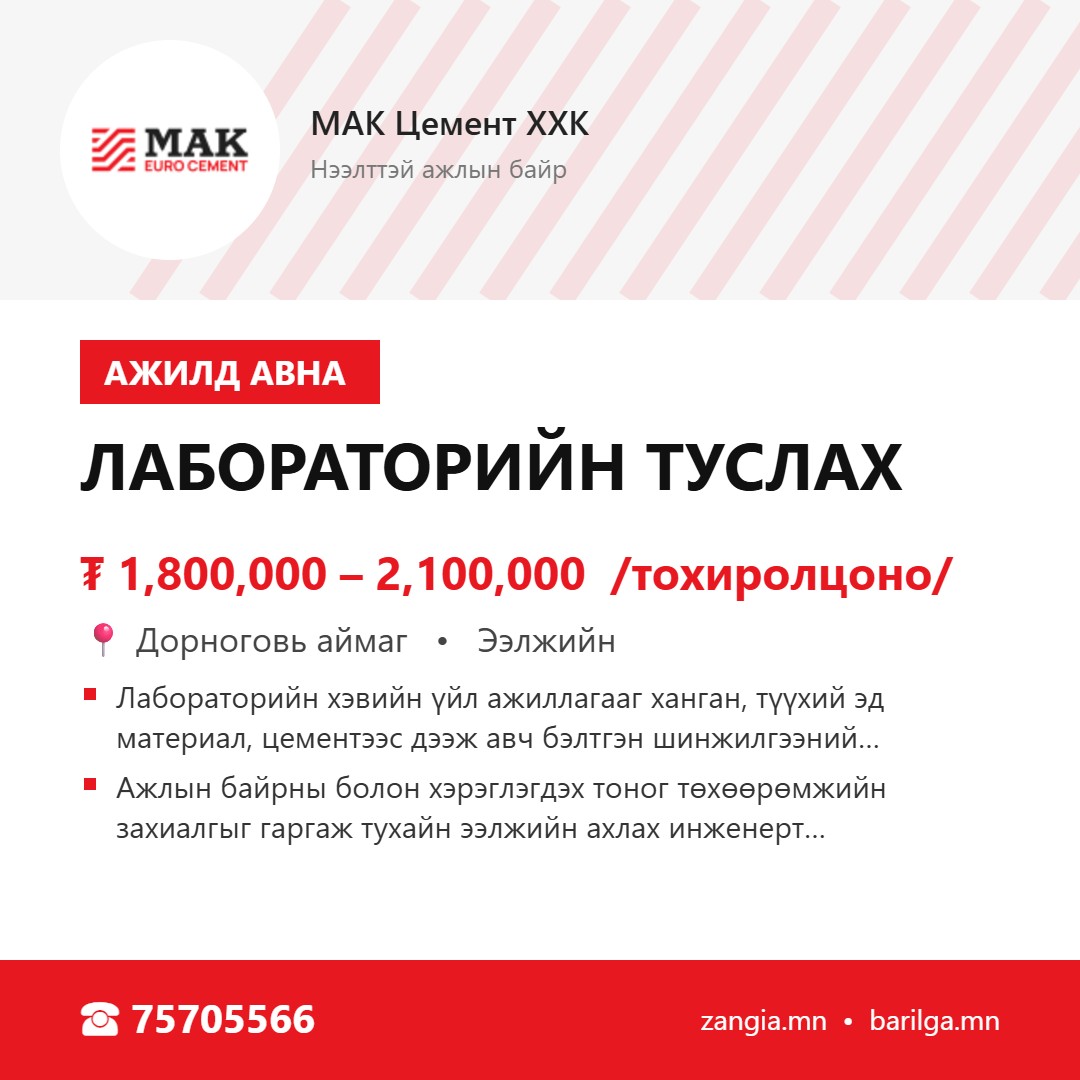 МАК
EURO CEMENT
МАК Цемент ХХК
Нээлттэй ажлын байр
АЖИЛД АВНА
ЛАБОРАТОРИЙН ТУСЛАХ
₮ 1,800,000 – 2,100,000 /тохиролцоно/
Дорноговь аймаг • Ээлжийн
Лабораторийн хэвийн үйл ажиллагааг ханган, түүхий эд
материал, цементээс дээж авч бэлтгэн шинжилгээний...
Ажлын байрны болон хэрэглэгдэх тоног төхөөрөмжийн
захиалгыг гаргаж тухайн ээлжийн ахлах инженерт...
☎ 75705566
zangia.mn • barilga.mn